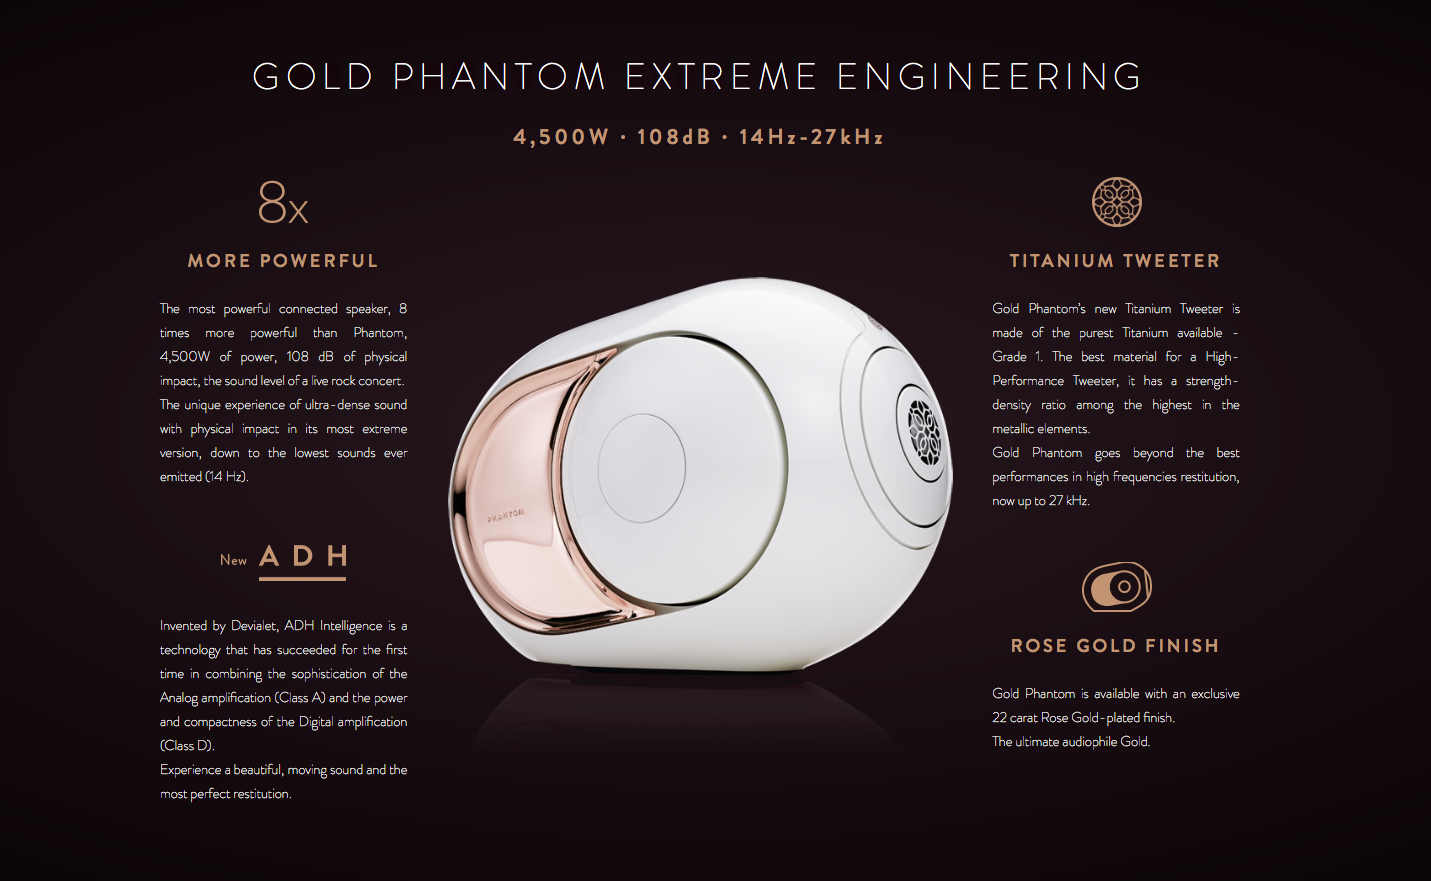 GOLD PHANTOM EXTREME ENGINEERING
4,500W · 108dB · 14Hz-27kHz
8x
MORE POWERFUL
The most powerful connected speaker, 8
times more powerful than Phantom,
4,500W of power, 108 dB of physical
impact, the sound level of a live rock concert.
The unique experience of ultra-dense sound
with physical impact in its most extreme
version, down to the lowest sounds ever
emitted (14 Hz).
New ADH
Invented by Devialet, ADH Intelligence is a
technology that has succeeded for the first
time in combining the sophistication of the
Analog amplification (Class A) and the power
and compactness of the Digital amplification
(Class D).
Experience a beautiful, moving sound and the
most perfect restitution.
PHANTOM
TITANIUM TWEETER
Gold Phantom's new Titanium Tweeter is
made of the purest Titanium available -
Grade 1. The best material for a High-
Performance Tweeter, it has a strength-
density ratio among the highest in the
metallic elements.
Gold Phantom goes beyond the best
performances in high frequencies restitution,
now up to 27 kHz.
ROSE GOLD FINISH
Gold Phantom is available with an exclusive
22 carat Rose Gold-plated finish.
The ultimate audiophile Gold.